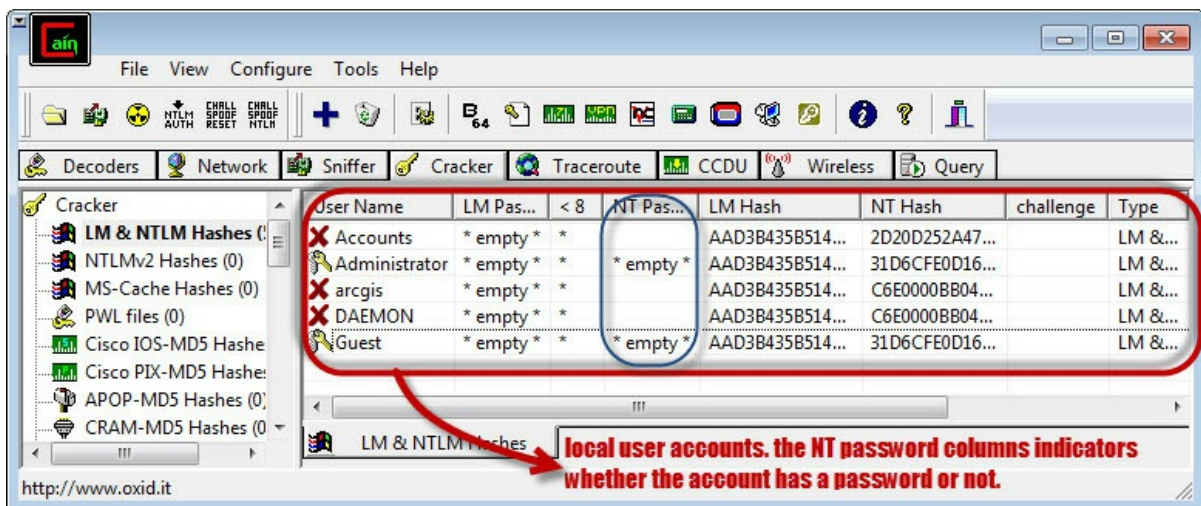 Cain
File View Configure Tools Help
NTLM AUTH CHALL SPOOF RESET CHALL SPOOF NTLM B64
Decoders Network Sniffer Cracker Traceroute CCDU Wireless Query
Cracker
LM & NTLM Hashes (
NTLMv2 Hashes (0)
MS-Cache Hashes (0)
PWL files (0)
Cisco IOS-MD5 Hashe
Cisco PIX-MD5 Hashe
APOP-MD5 Hashes (0)
CRAM-MD5 Hashes (0
User Name LM Pas... < 8 NT Pas... LM Hash NT Hash challenge Type
Accounts * empty * * AAD3B435B514... 2D20D252A47... LM &...
Administrator * empty * * * empty * AAD3B435B514... 31D6CFE0D16... LM &...
arcgis * empty * * AAD3B435B514... C6E0000BB04... LM &...
DAEMON * empty * * AAD3B435B514... C6E0000BB04... LM &...
Guest * empty * * * empty * AAD3B435B514... 31D6CFE0D16... LM &...
LM & NTLM Hashes
local user accounts. the NT password columns indicators
whether the account has a password or not.
http://www.oxid.it